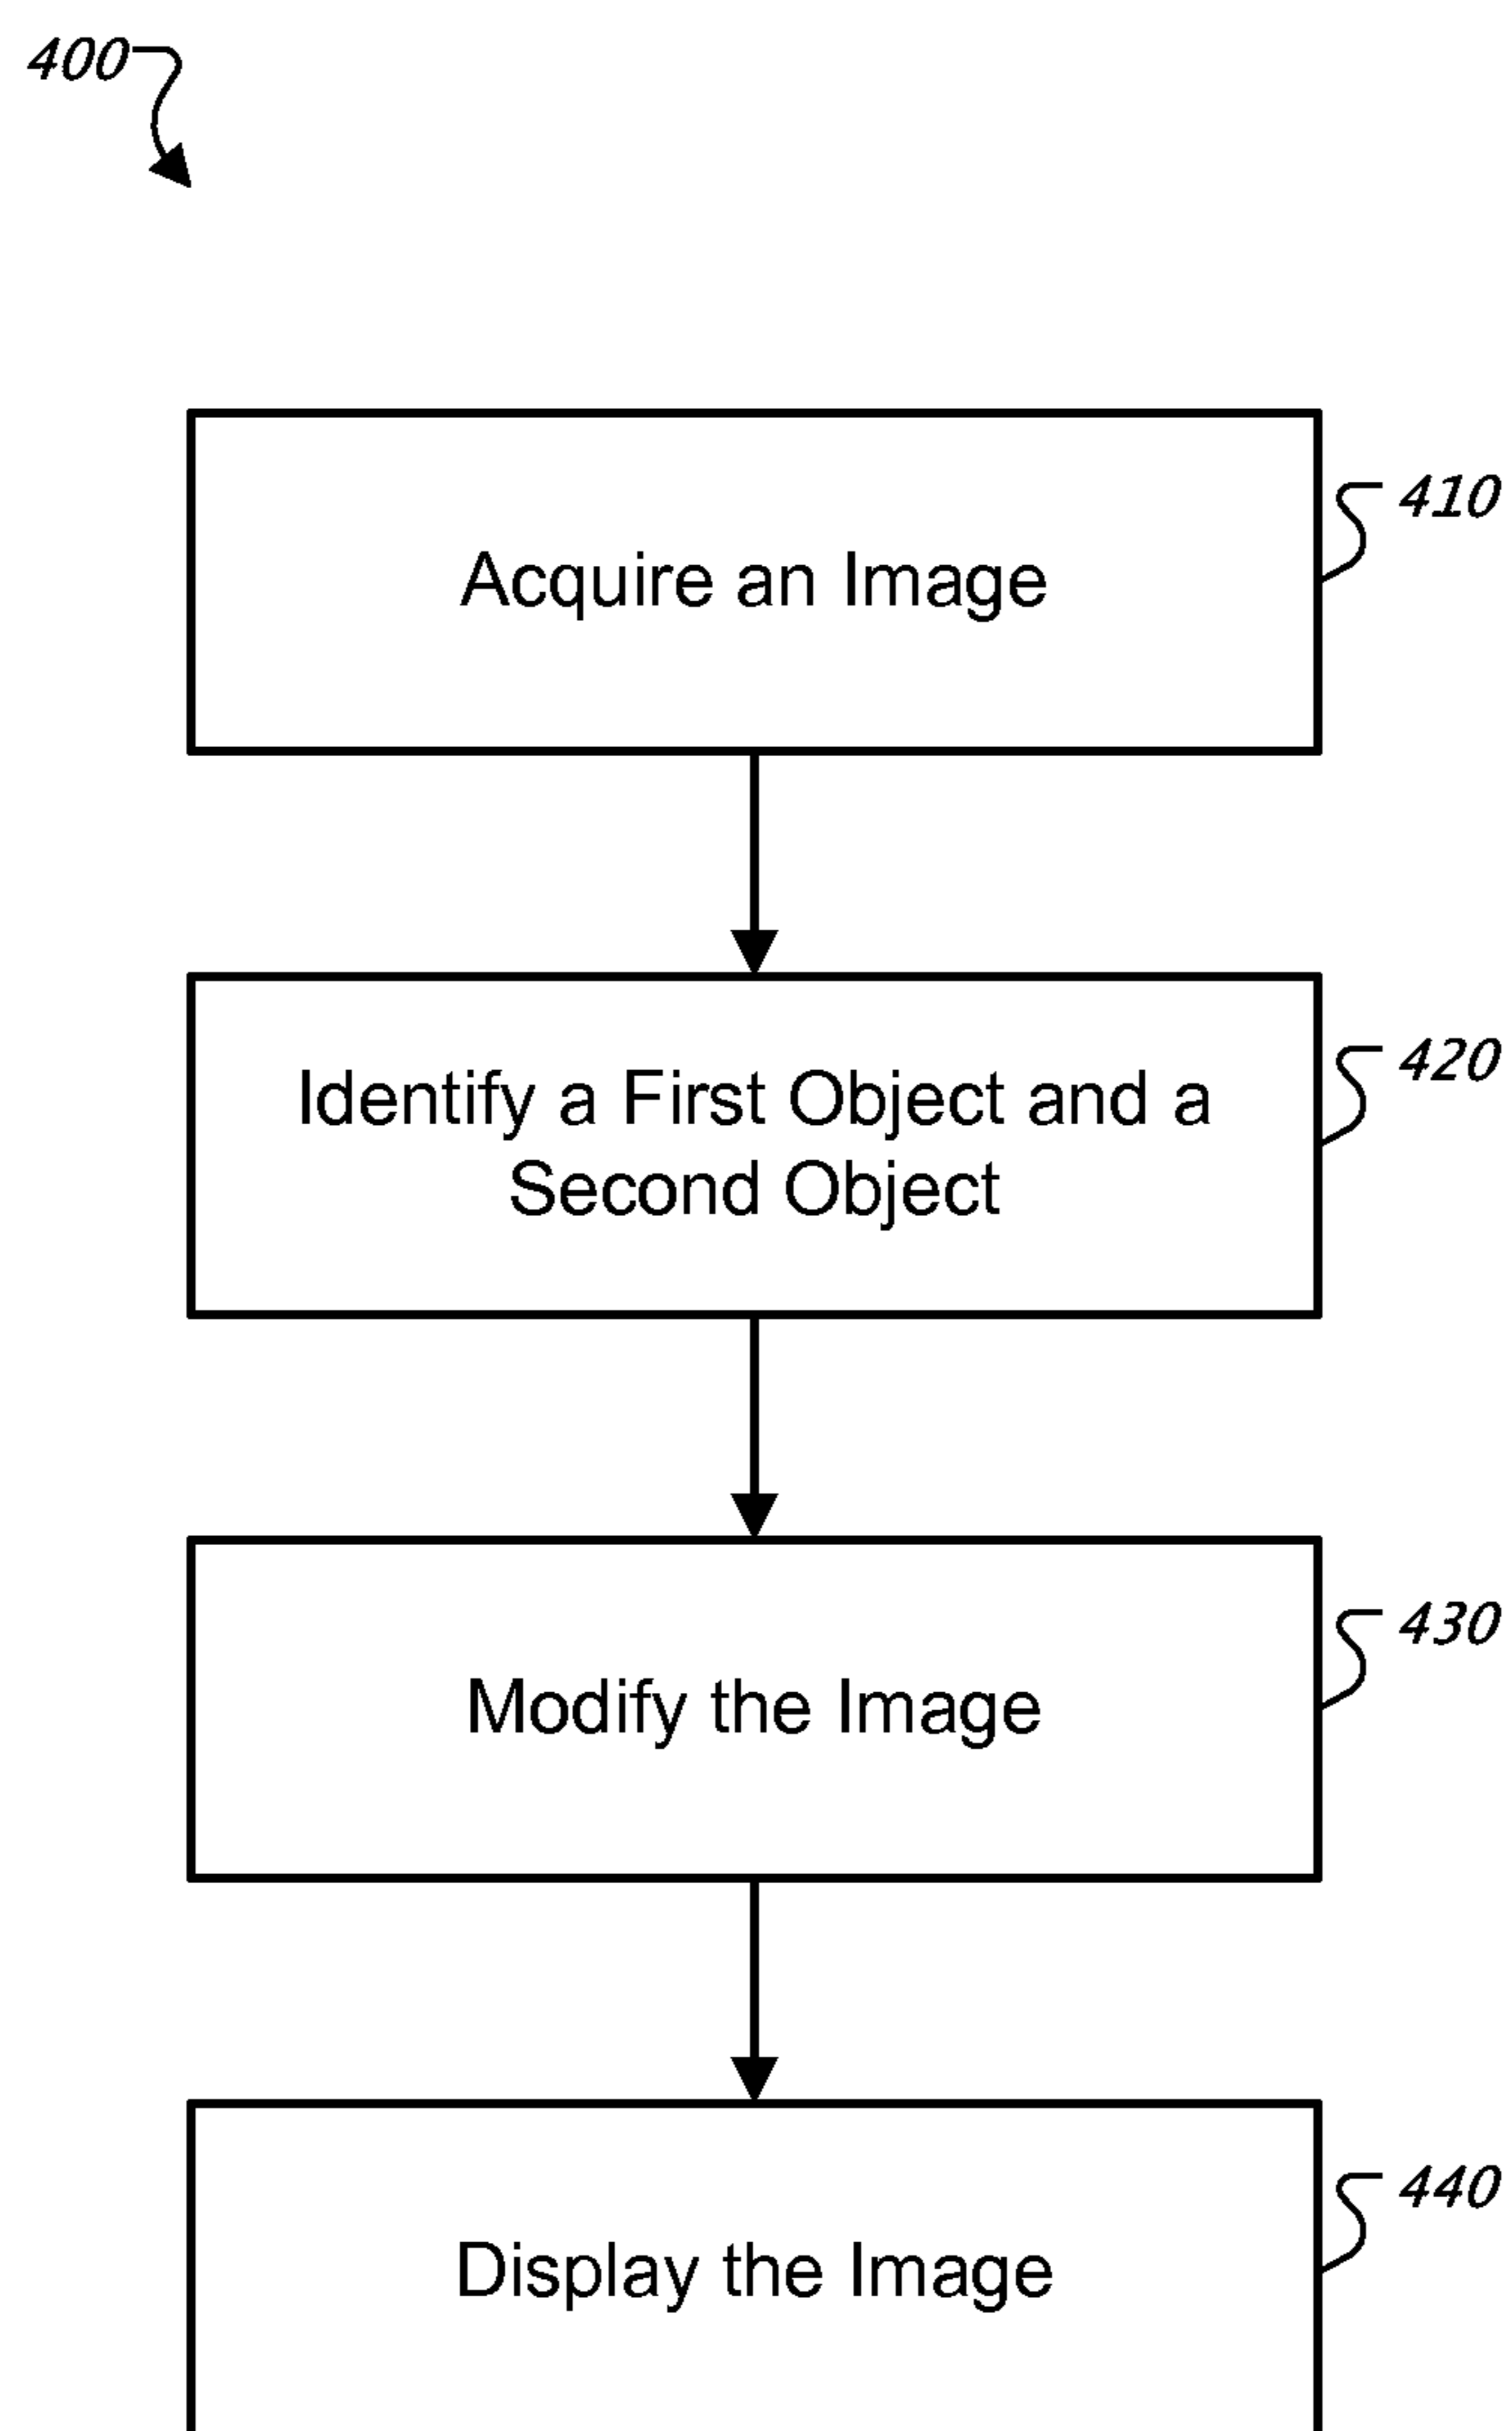 400
Acquire an Image
410
Identify a First Object and a
Second Object
420
Modify the Image
430
Display the Image
440